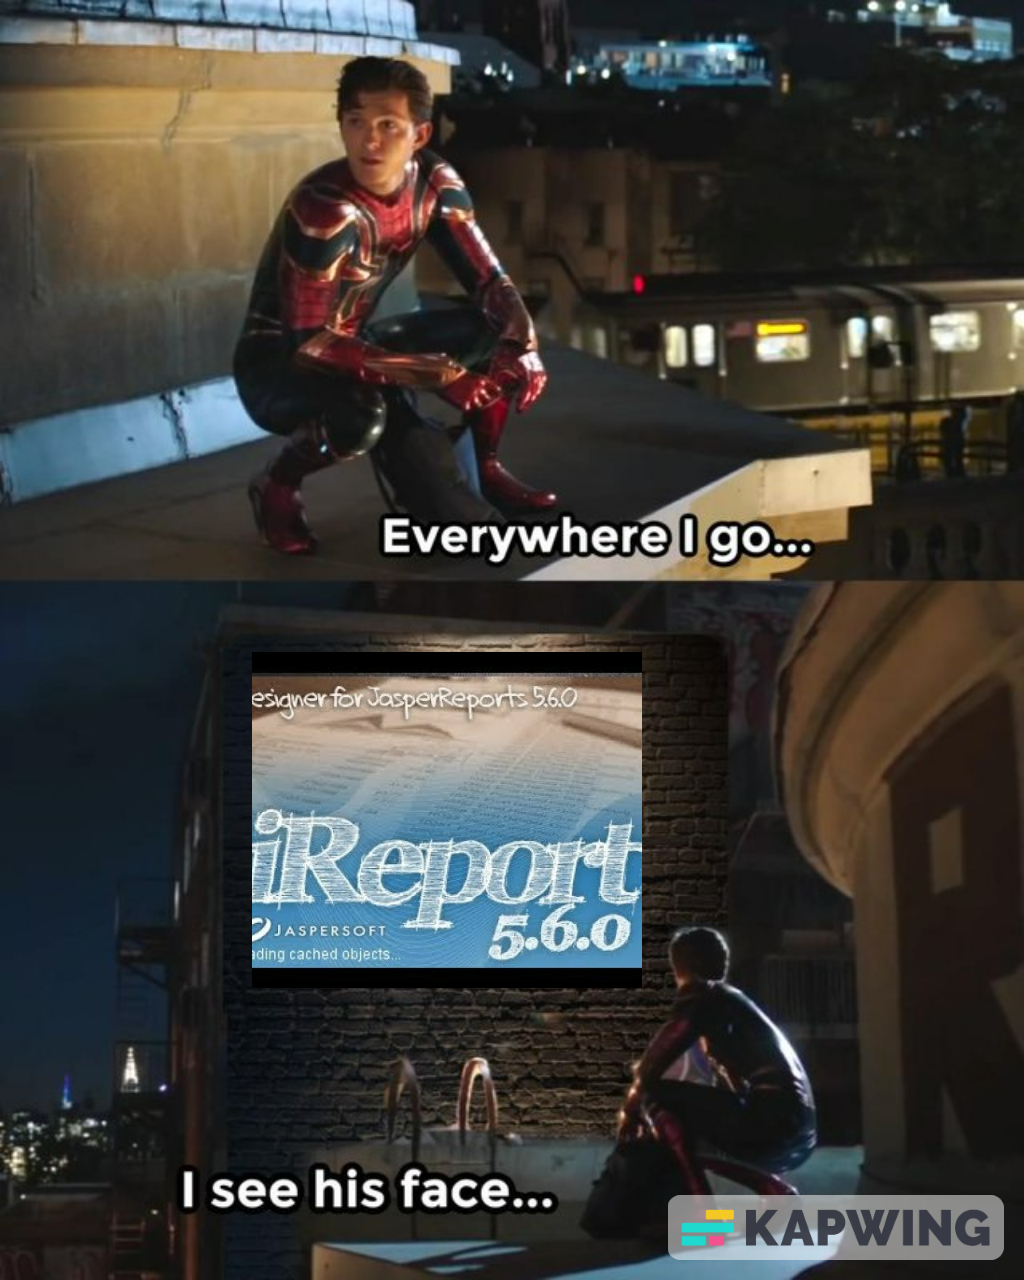 Everywhere I go...
esigner for JasperReports 5.6.0
iReport
JASPERSOFT
5.6.0
ading cached objects...
I see his face...
KAPWING